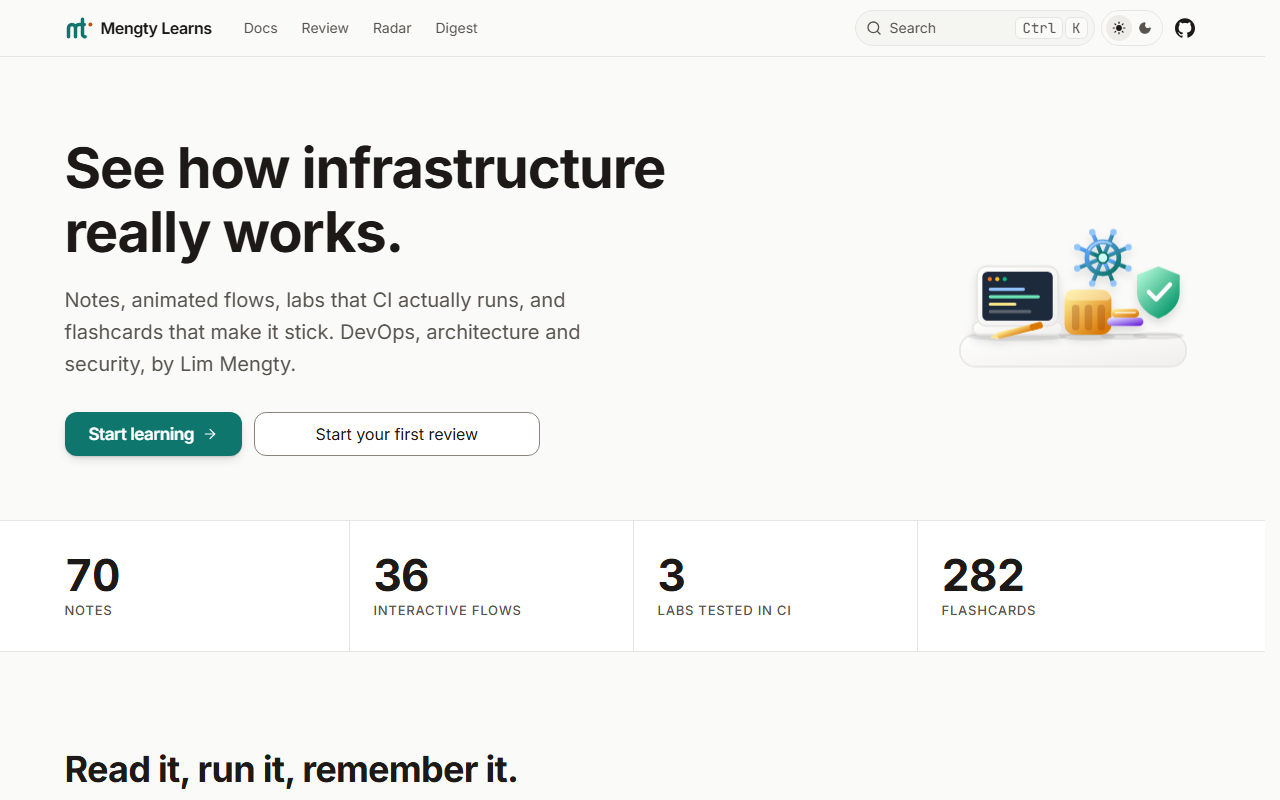 mt Mengty Learns
Docs
Review
Radar
Digest
Search
Ctrl
K
See how infrastructure
really works.
Notes, animated flows, labs that CI actually runs, and
flashcards that make it stick. DevOps, architecture and
security, by Lim Mengty.
Start learning →
Start your first review
70
NOTES
36
INTERACTIVE FLOWS
3
LABS TESTED IN CI
282
FLASHCARDS
Read it, run it, remember it.